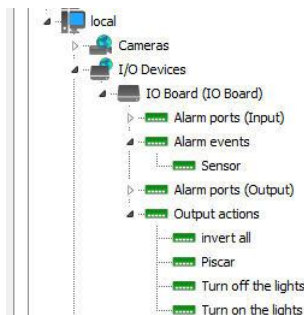 local
Cameras
I/O Devices
IO Board (IO Board)
Alarm ports (Input)
Alarm events
Sensor
Alarm ports (Output)
Output actions
invert all
Piscar
Turn off the lights
Turn on the lights